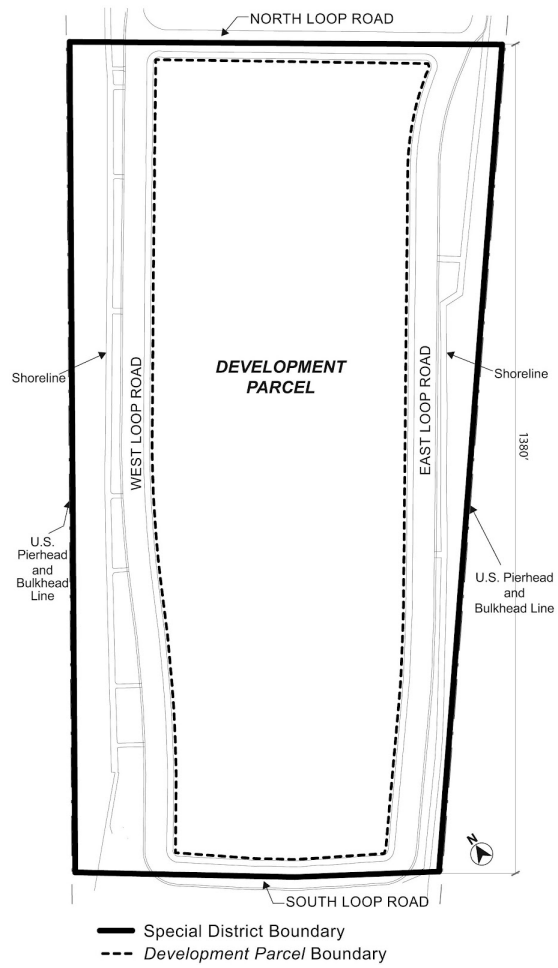 NORTH LOOP ROAD
DEVELOPMENT
PARCEL
WEST LOOP ROAD
EAST LOOP ROAD
Shoreline
Shoreline
1380'
U.S.
Pierhead
and
Bulkhead
Line
U.S. Pierhead
and
Bulkhead Line
N
SOUTH LOOP ROAD
Special District Boundary
Development Parcel Boundary